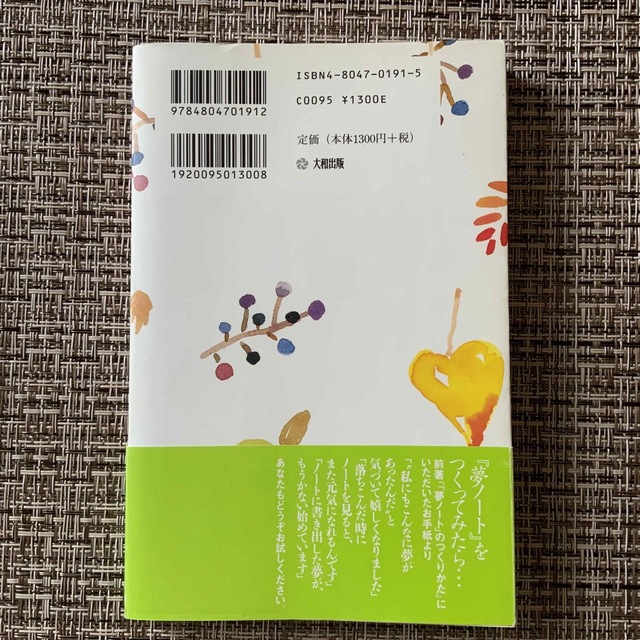 ISBN4-8047-0191-5
C0095 ¥1300E
定価（本体1300円＋税）
大和出版
9784804701912
1920095013008
『夢ノート』を
つくってみたら…
前著『「夢ノート」のつくりかた』に
いただいたお手紙より
「“私にもこんなに夢が
あったんだ”と
気づいて嬉しくなりました」
「落ちこんだ時に
ノートを見ると、
また元気になれるんです」
「ノートに書き出した夢が、
もうかない始めています」
あなたもどうぞお試しください。